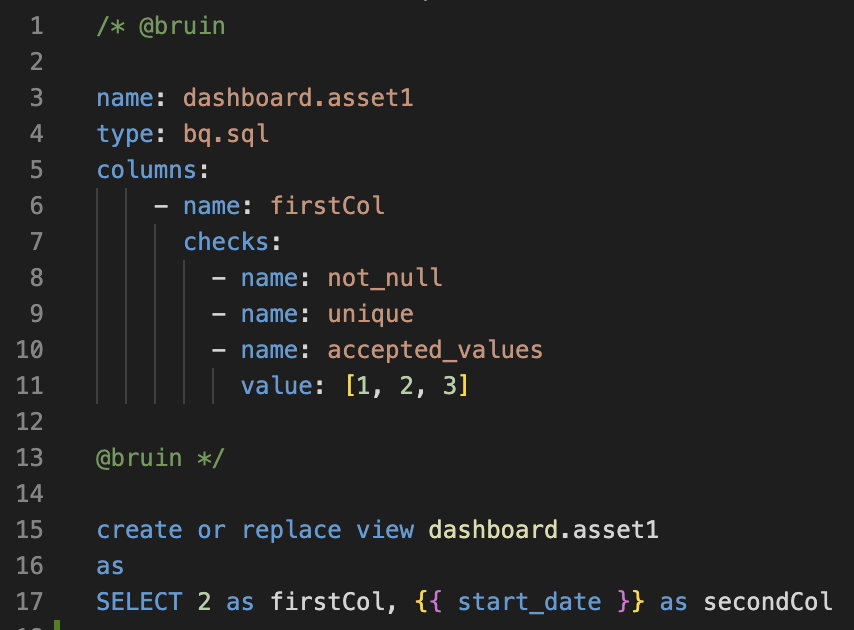 1 /* @bruin
2
3 name: dashboard.asset1
4 type: bq.sql
5 columns:
6     - name: firstCol
7       checks:
8         - name: not_null
9         - name: unique
10         - name: accepted_values
11           value: [1, 2, 3]
12
13 @bruin */
14
15 create or replace view dashboard.asset1
16 as
17 SELECT 2 as firstCol, {{ start_date }} as secondCol